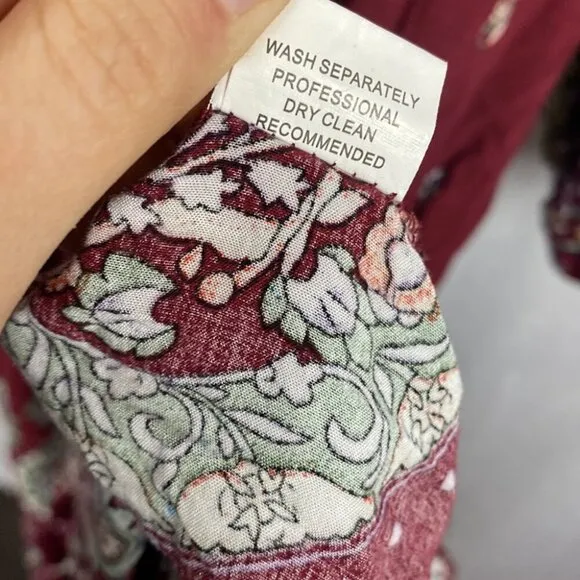 WASH SEPARATELY
PROFESSIONAL
DRY CLEAN
RECOMMENDED